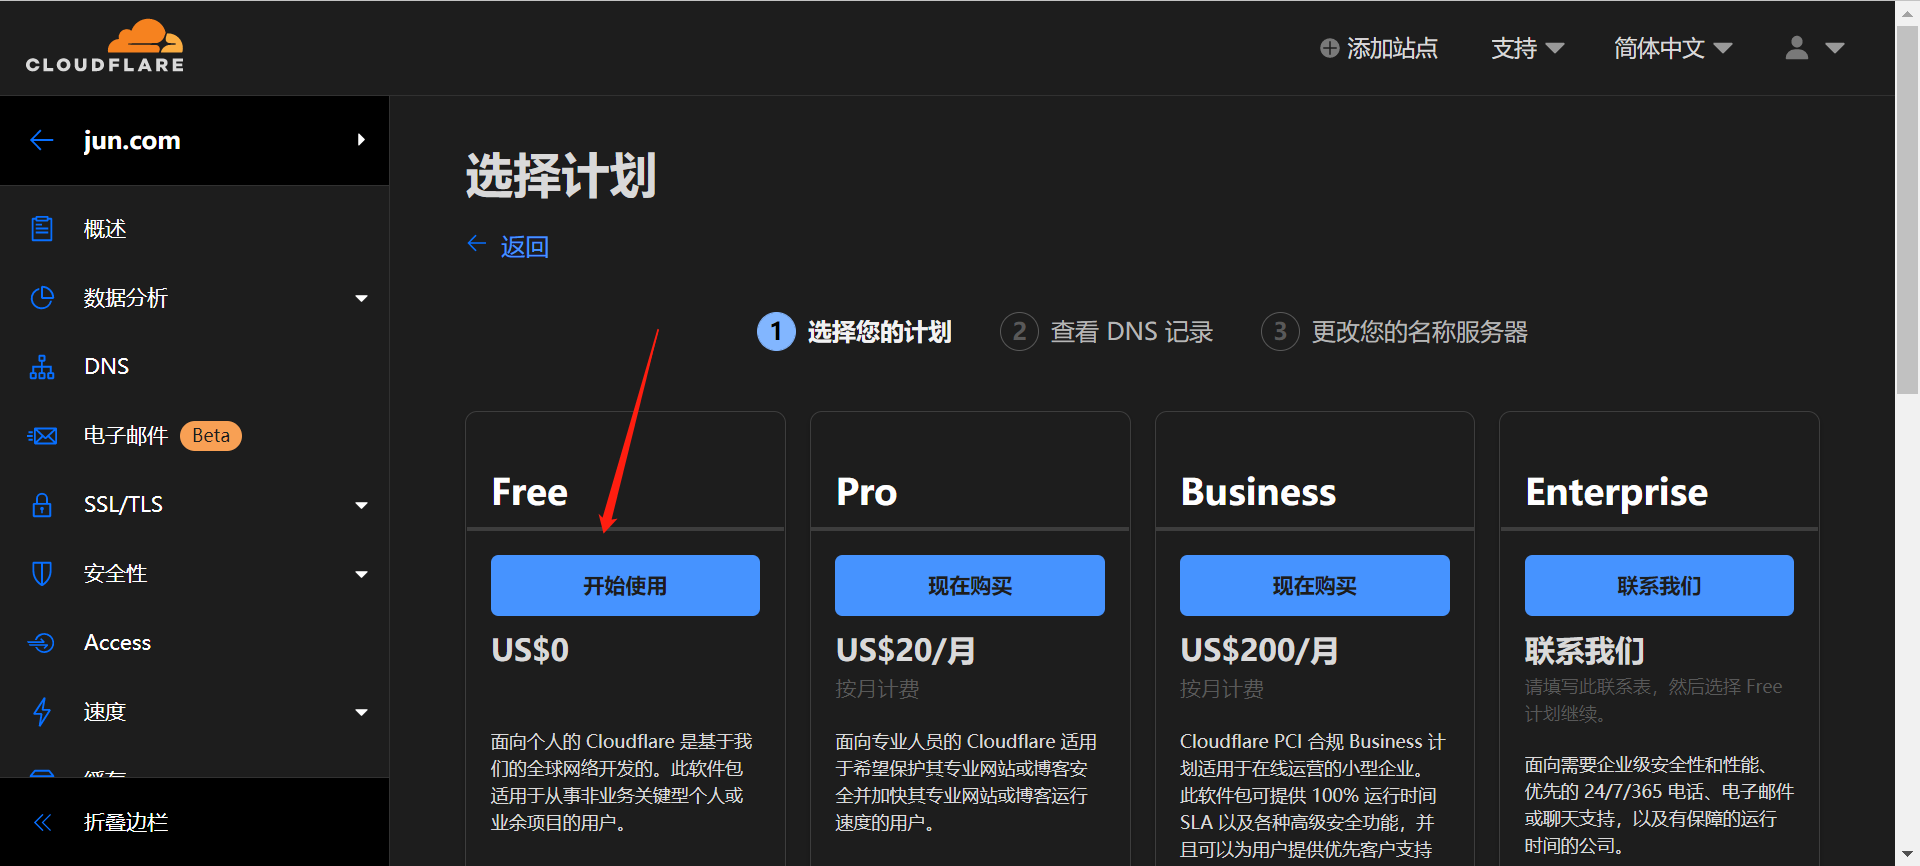 CLOUDFLARE
添加站点
支持
简体中文
jun.com
概述
数据分析
DNS
电子邮件 Beta
SSL/TLS
安全性
Access
速度
折叠边栏
选择计划
返回
1 选择您的计划
2 查看 DNS 记录
3 更改您的名称服务器
Free
开始使用
US$0
面向个人的 Cloudflare 是基于我
们的全球网络开发的。此软件包
适用于从事非业务关键型个人或
业余项目的用户。
Pro
现在购买
US$20/月
按月计费
面向专业人员的 Cloudflare 适用
于希望保护其专业网站或博客安
全并加快其专业网站或博客运行
速度的用户。
Business
现在购买
US$200/月
按月计费
Cloudflare PCI 合规 Business 计
划适用于在线运营的小型企业。
此软件包可提供 100% 运行时间
SLA 以及各种高级安全功能，并
且可以为用户提供优先客户支持
Enterprise
联系我们
联系我们
请填写此联系表，然后选择 Free
计划继续。
面向需要企业级安全性和性能、
优先的 24/7/365 电话、电子邮件
或聊天支持，以及有保障的运行
时间的公司。